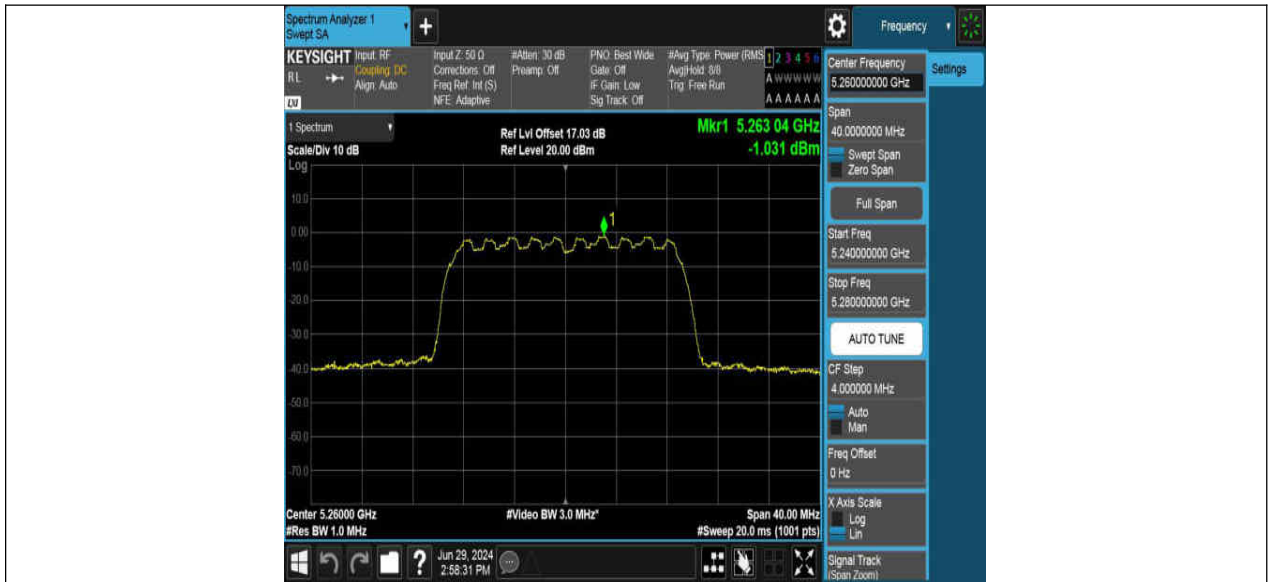 Spectrum Analyzer 1
Swept SA
+
Frequency
KEYSIGHT
RL
Input: RF
Coupling: DC
Align: Auto
Input Z: 50 Ω
Corrections: Off
Freq Ref: Int (S)
NFE: Adaptive
#Atten: 30 dB
Preamp: Off
PNO: Best Wide
Gate: Off
IF Gain: Low
Sig Track: Off
#Avg Type: Power (RMS
Avg|Hold: 8/8
Trig: Free Run
1 2 3 4 5 6
A W W W W W
A A A A A A
Center Frequency
5.260000000 GHz
Settings
LXI
1 Spectrum
Scale/Div 10 dB
Log
Ref Lvl Offset 17.03 dB
Ref Level 20.00 dBm
Mkr1 5.263 04 GHz
-1.031 dBm
Span
40.0000000 MHz
Swept Span
Zero Span
Full Span
Start Freq
5.240000000 GHz
Stop Freq
5.280000000 GHz
AUTO TUNE
CF Step
4.000000 MHz
Auto
Man
Freq Offset
0 Hz
X Axis Scale
Log
Lin
Signal Track
(Span Zoom)
10.0
0.00
-10.0
-20.0
-30.0
-40.0
-50.0
-60.0
-70.0
1
Center 5.26000 GHz
#Res BW 1.0 MHz
#Video BW 3.0 MHz*
Span 40.00 MHz
#Sweep 20.0 ms (1001 pts)
?
Jun 29, 2024
2:58:31 PM